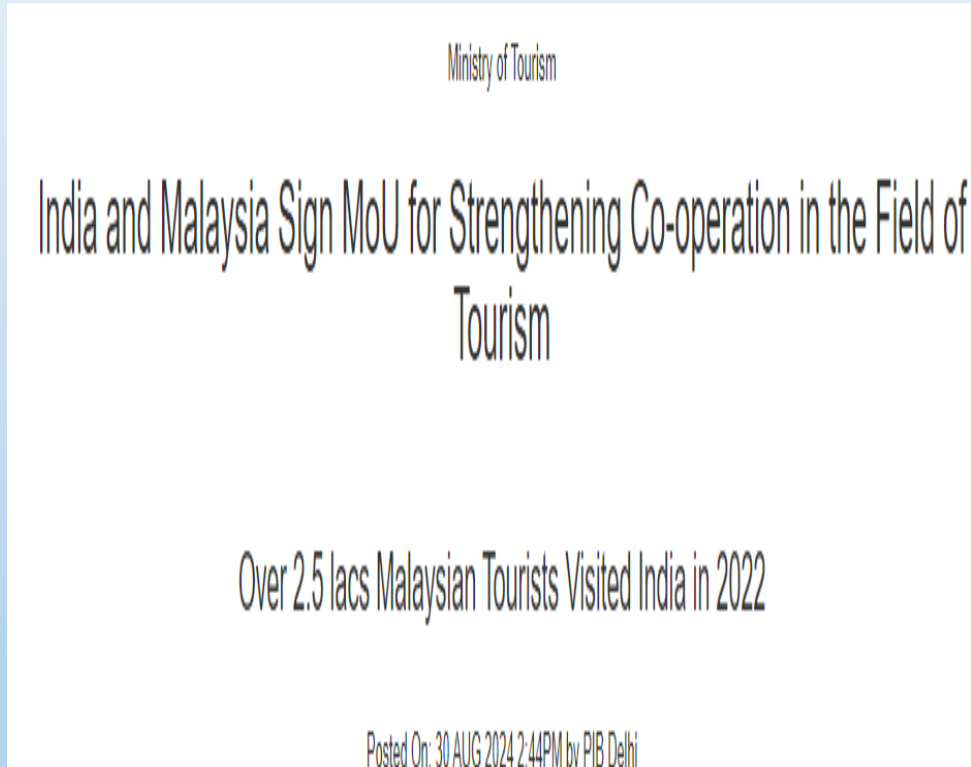 Ministry of Tourism
India and Malaysia Sign MoU for Strengthening Co-operation in the Field of
Tourism
Over 2.5 lacs Malaysian Tourists Visited India in 2022
Posted On: 30 AUG 2024 2:44PM by PIB Delhi